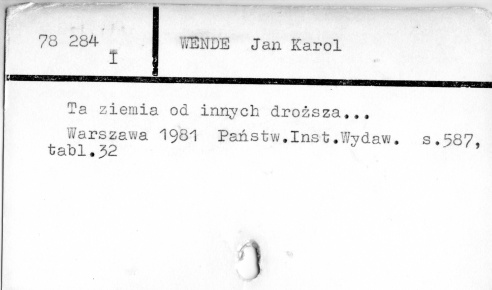 78 284 WENDE Jan Karol
I
Ta ziemia od innych droższa...
Warszawa 1981 Państw.Inst.Wydaw. s.587,
tabl.32